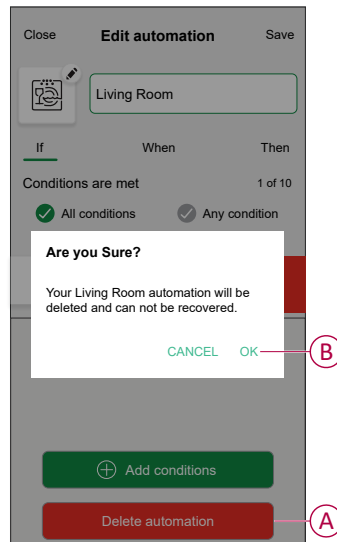 Close Edit automation Save
Living Room
If When Then
Conditions are met 1 of 10
All conditions Any condition
Are you Sure?
Your Living Room automation will be
deleted and can not be recovered.
CANCEL OK
B
Add conditions
Delete automation
A